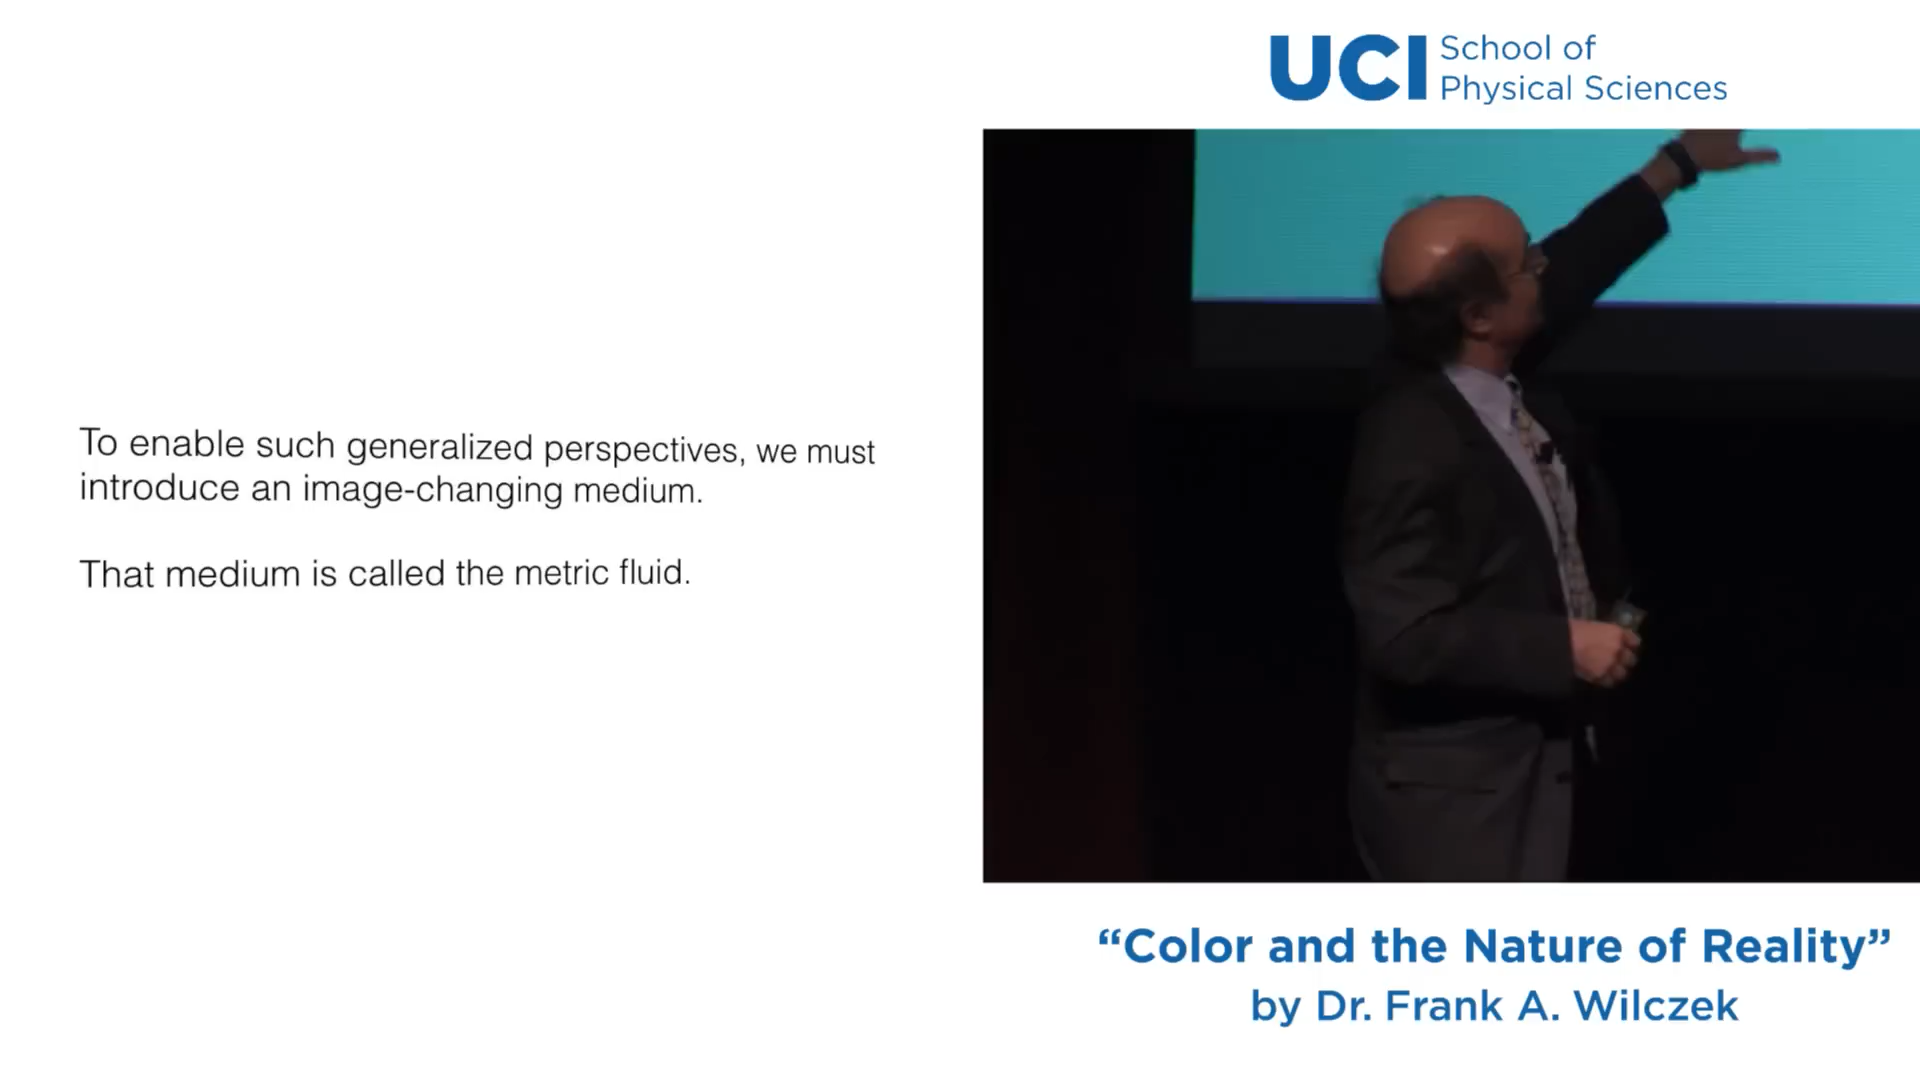 UCI School of
Physical Sciences
To enable such generalized perspectives, we must
introduce an image-changing medium.
That medium is called the metric fluid.
“Color and the Nature of Reality”
by Dr. Frank A. Wilczek